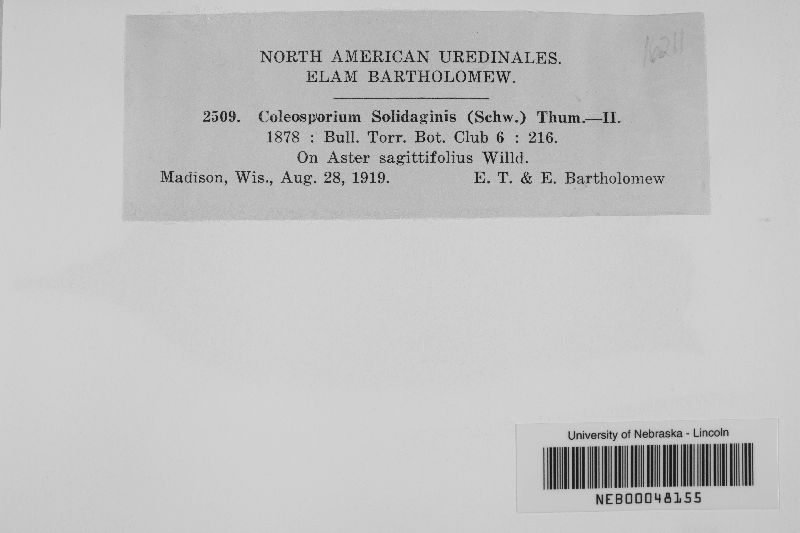 16211
NORTH AMERICAN UREDINALES.
ELAM BARTHOLOMEW.
2509. Coleosporium Solidaginis (Schw.) Thum.—II.
1878 : Bull. Torr. Bot. Club 6 : 216.
On Aster sagittifolius Willd.
Madison, Wis., Aug. 28, 1919. E. T. & E. Bartholomew
University of Nebraska - Lincoln
NEB00048155